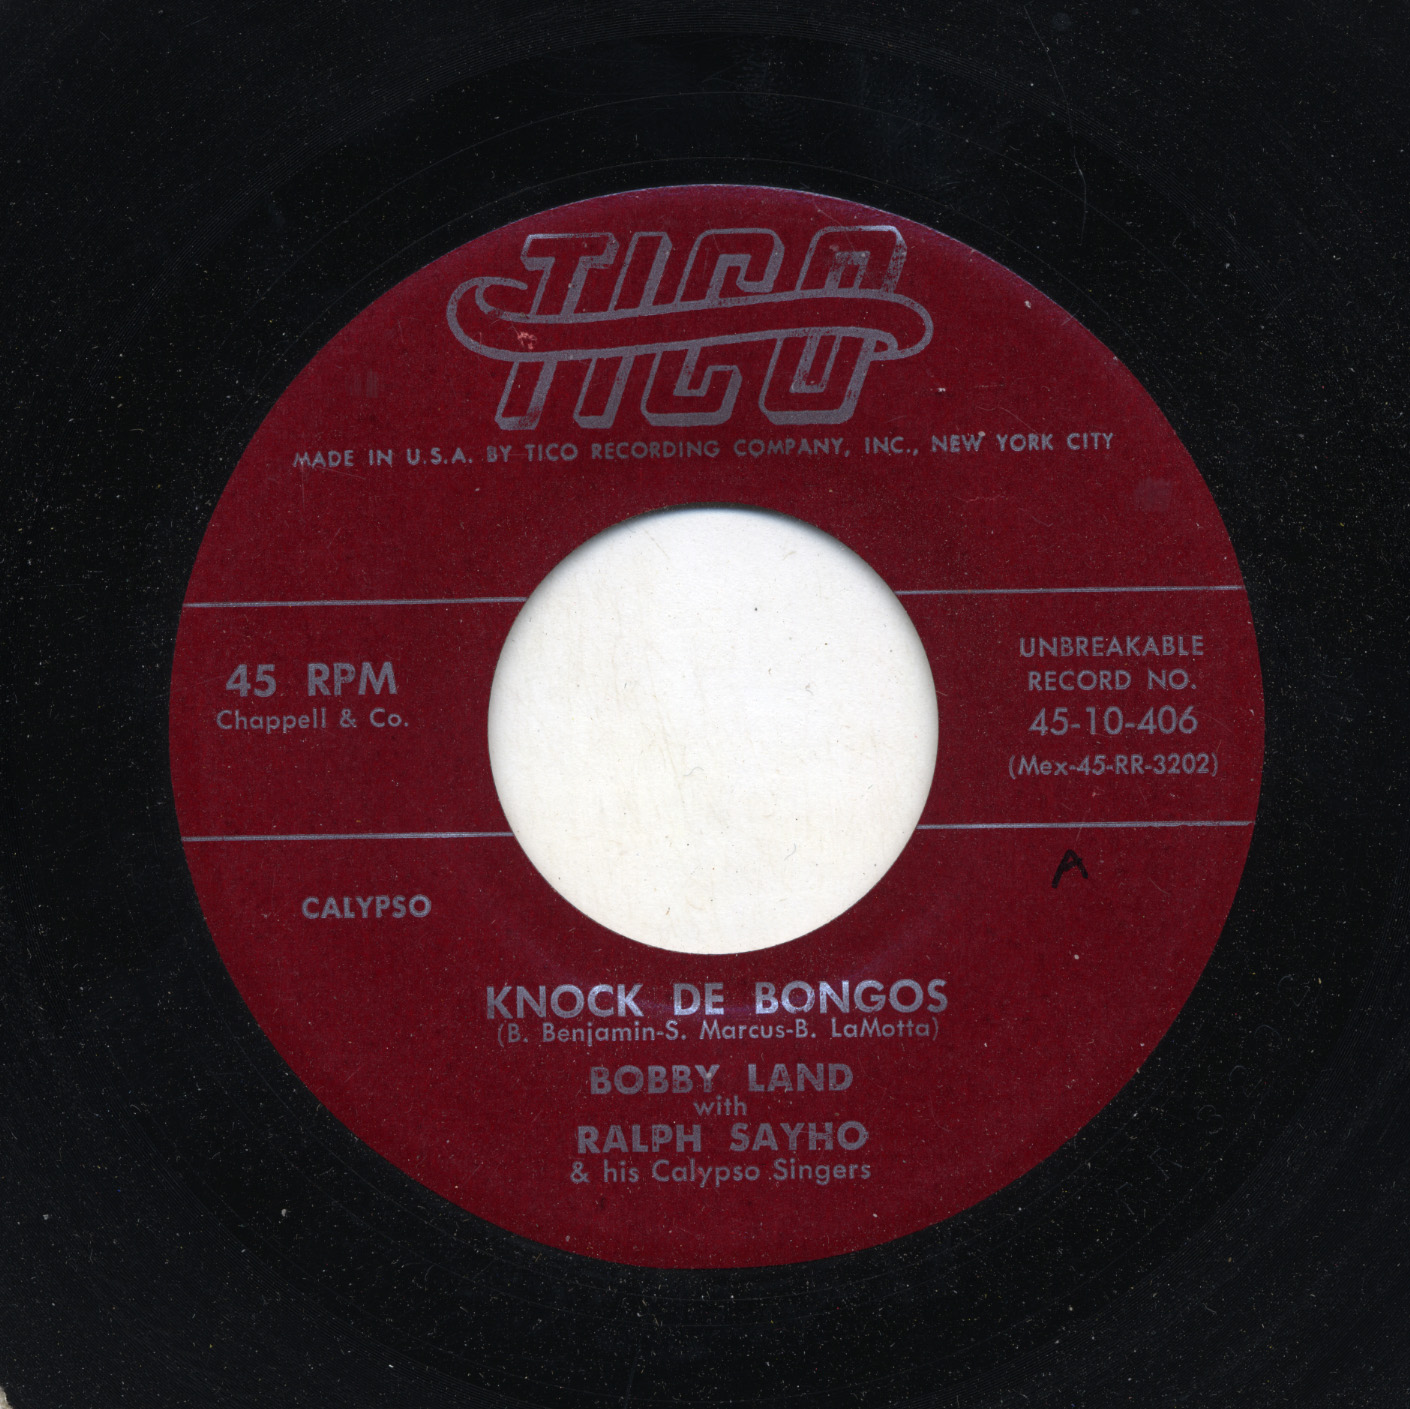 TICO
MADE IN U.S.A. BY TICO RECORDING COMPANY, INC., NEW YORK CITY
45 RPM
Chappell & Co.
UNBREAKABLE
RECORD NO.
45-10-406
(Mex-45-RR-3202)
A
CALYPSO
KNOCK DE BONGOS
(B. Benjamin-S. Marcus-B. LaMotta)
BOBBY LAND
with
RALPH SAYHO
& his Calypso Singers